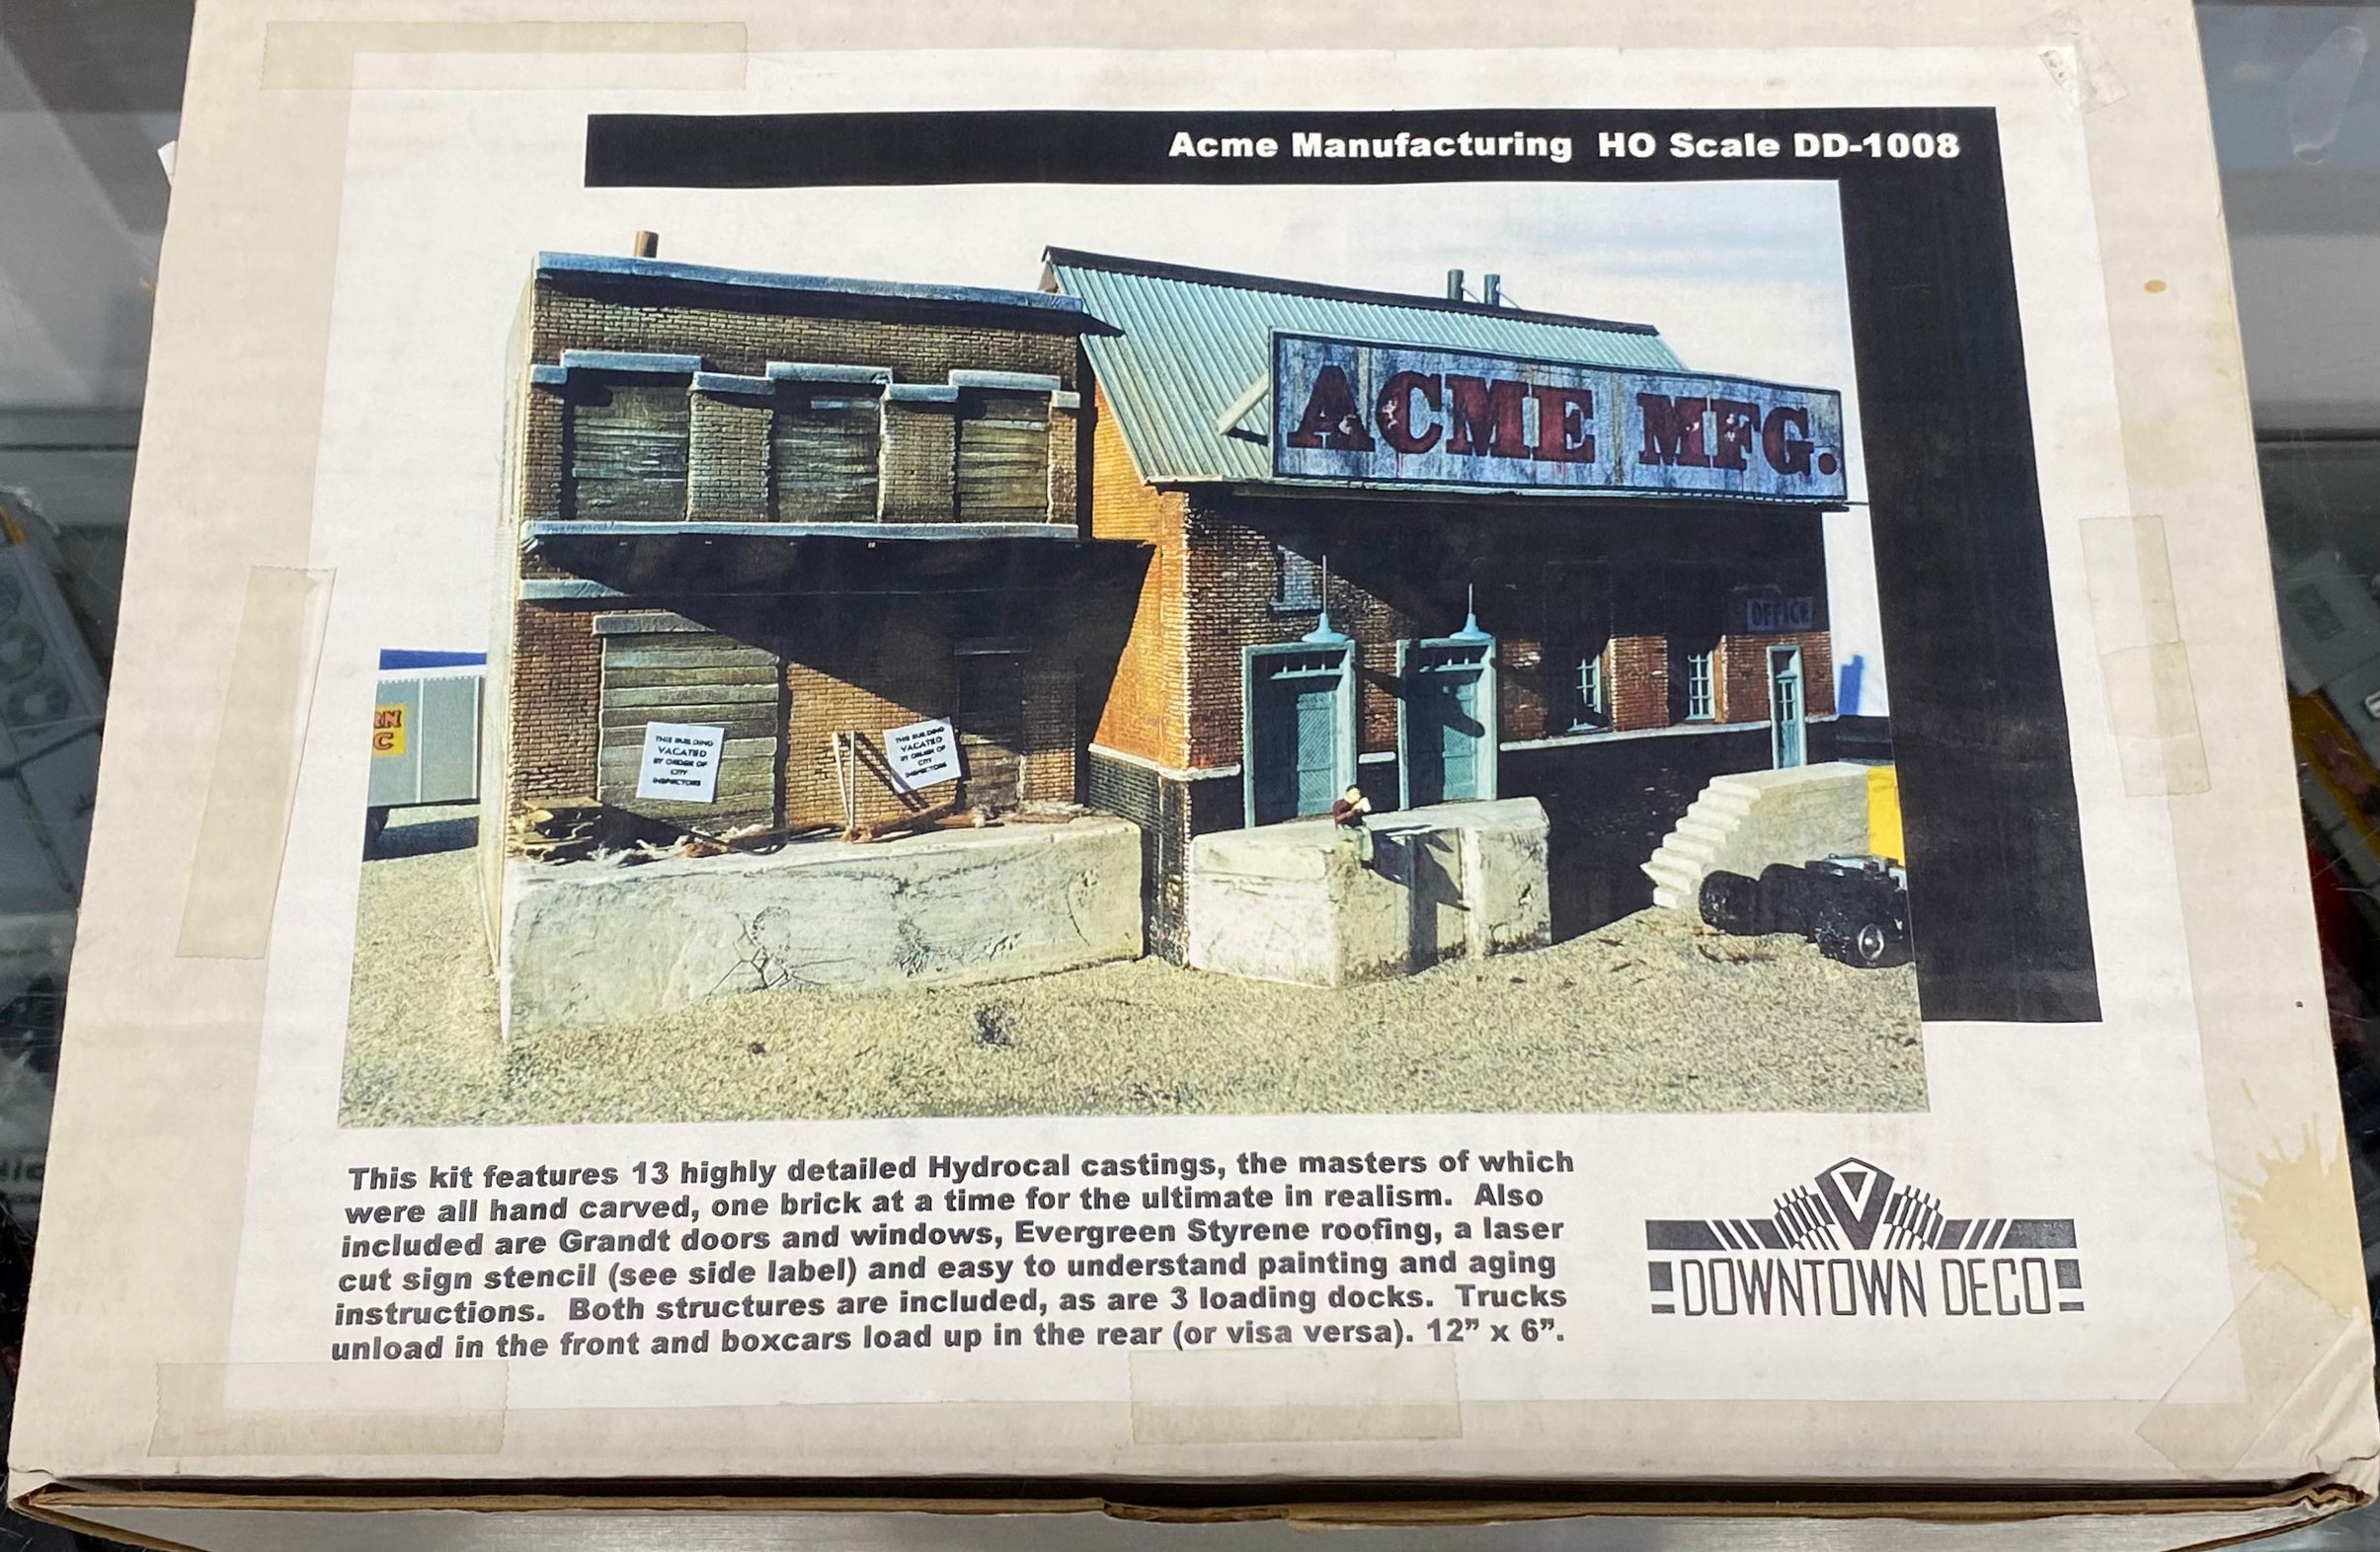 Acme Manufacturing HO Scale DD-1008
ACME MFG.
OFFICE
THIS BUILDING
VACATED
BY ORDER OF
CITY
INSPECTORS
THIS BUILDING
VACATED
BY ORDER OF
CITY
INSPECTORS
RN
C
This kit features 13 highly detailed Hydrocal castings, the masters of which
were all hand carved, one brick at a time for the ultimate in realism. Also
included are Grandt doors and windows, Evergreen Styrene roofing, a laser
cut sign stencil (see side label) and easy to understand painting and aging
instructions. Both structures are included, as are 3 loading docks. Trucks
unload in the front and boxcars load up in the rear (or visa versa). 12” x 6”.
DOWNTOWN DECO